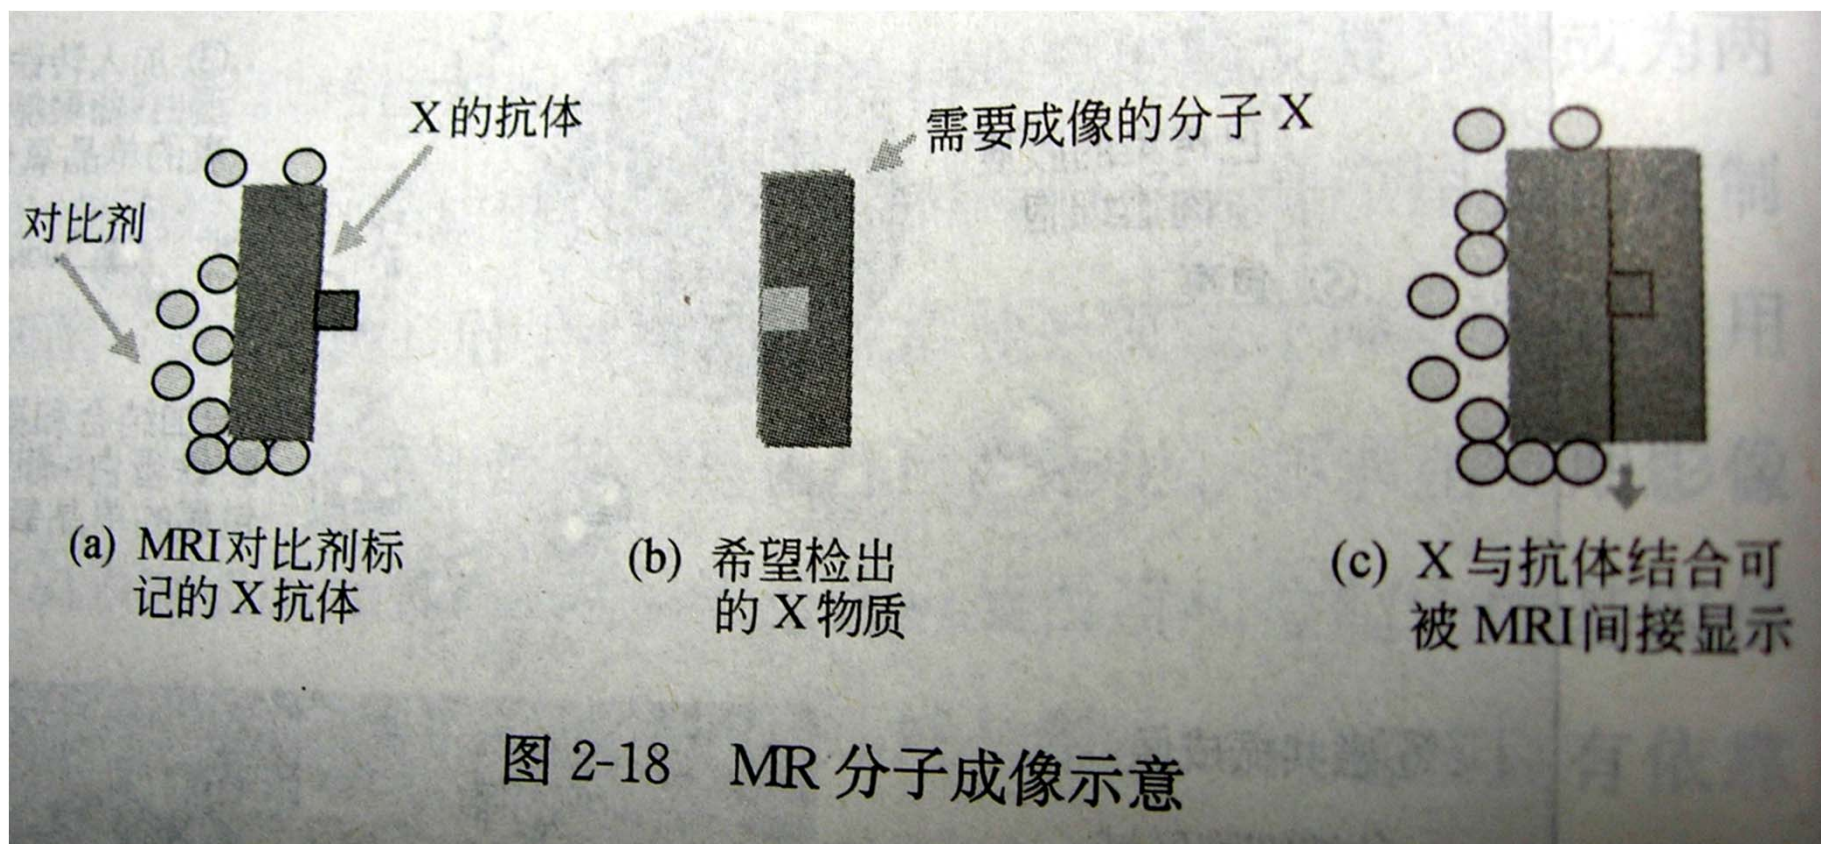 X的抗体
需要成像的分子 X
对比剂
(a) MRI对比剂标
记的 X 抗体
(b) 希望检出
的 X 物质
(c) X 与抗体结合可
被 MRI间接显示
图 2-18 MR 分子成像示意